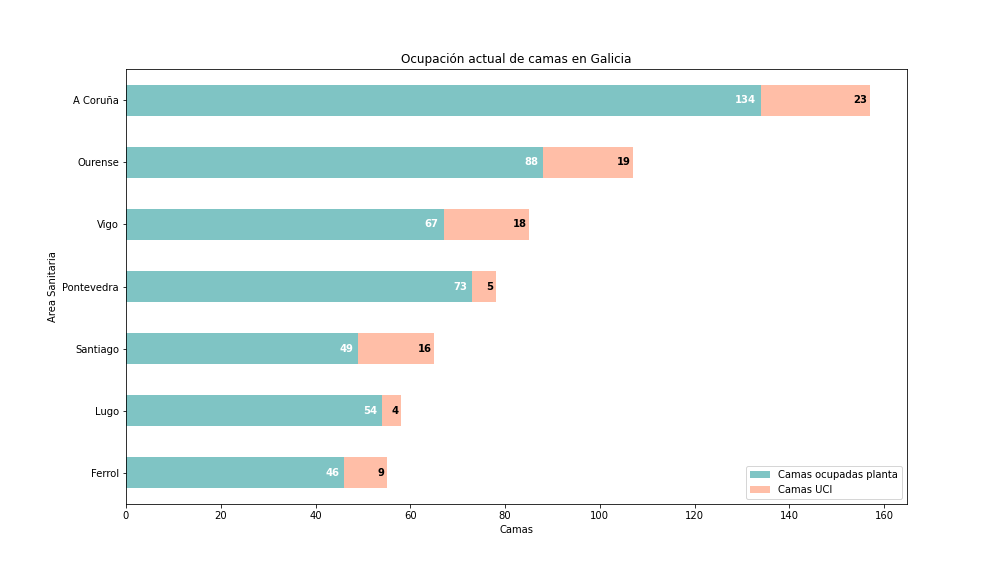 Ocupación actual de camas en Galicia
A Coruña
134
23
Ourense
88
19
Vigo
67
18
Pontevedra
73
5
Santiago
49
16
Lugo
54
4
Ferrol
46
9
Area Sanitaria
Camas ocupadas planta
Camas UCI
0 20 40 60 80 100 120 140 160
Camas